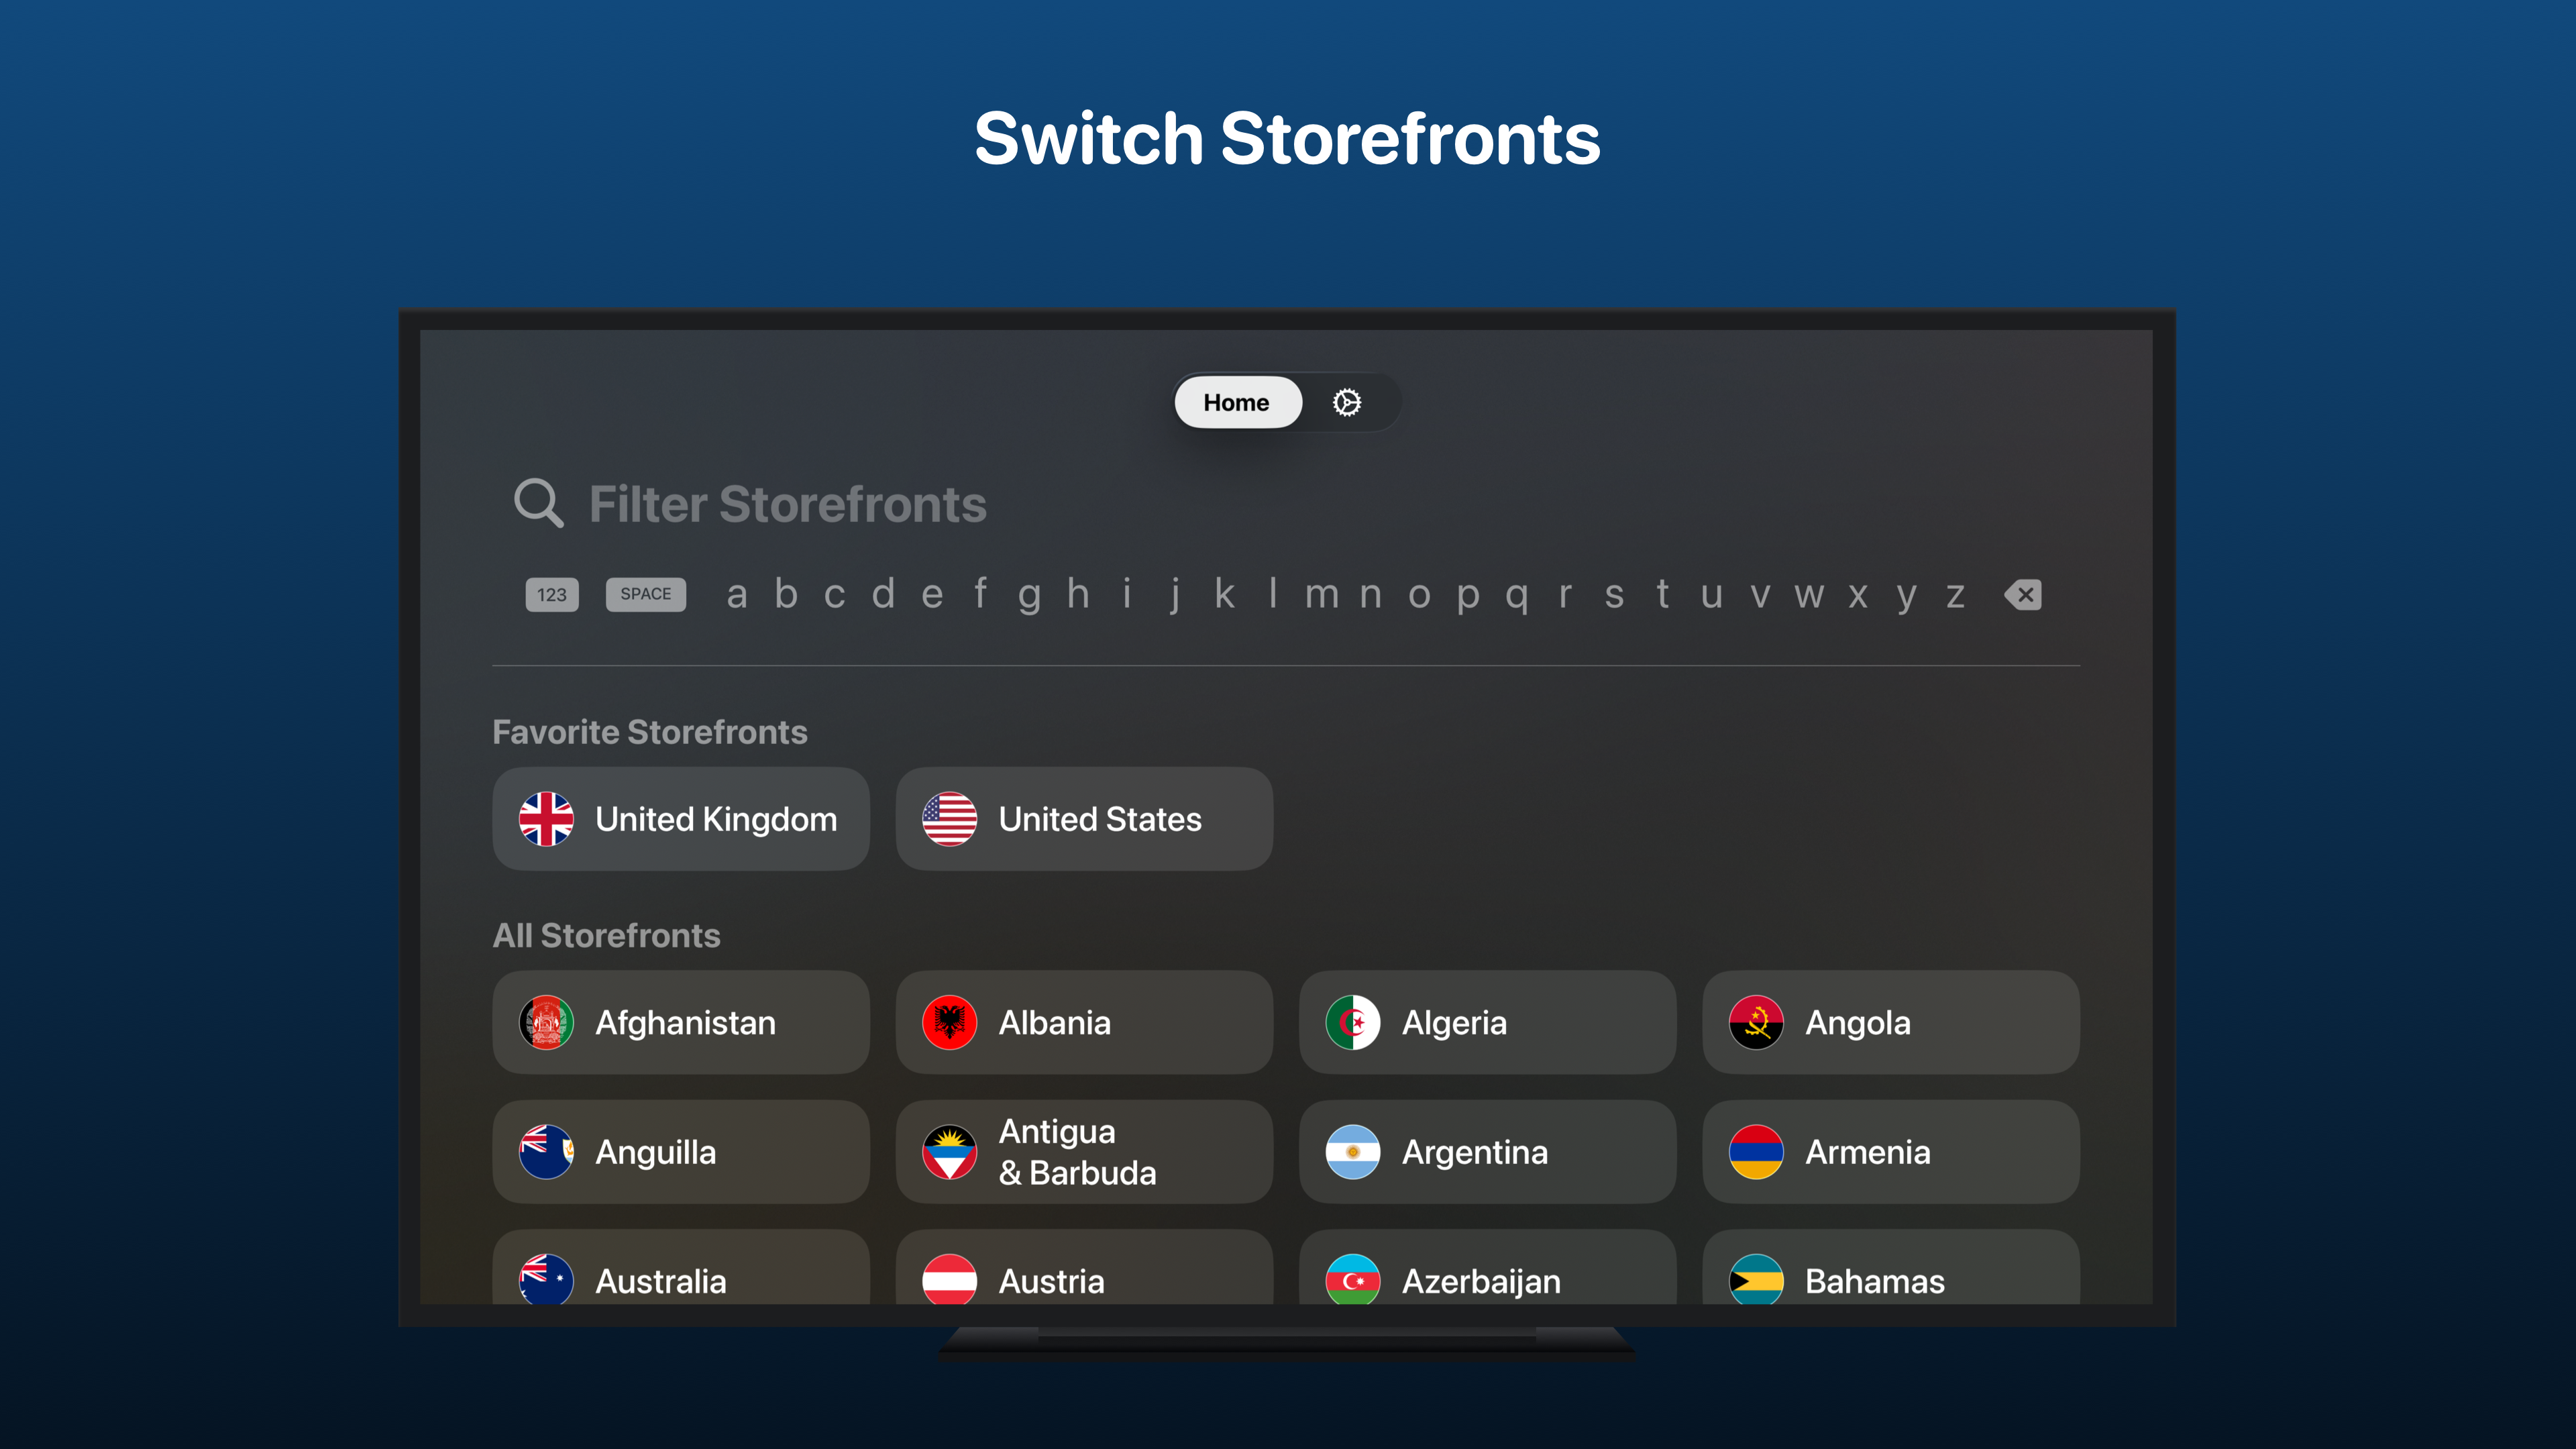 Switch Storefronts
Home
Filter Storefronts
123 SPACE a b c d e f g h i j k l m n o p q r s t u v w x y z
Favorite Storefronts
United Kingdom
United States
All Storefronts
Afghanistan
Albania
Algeria
Angola
Anguilla
Antigua
& Barbuda
Argentina
Armenia
Australia
Austria
Azerbaijan
Bahamas